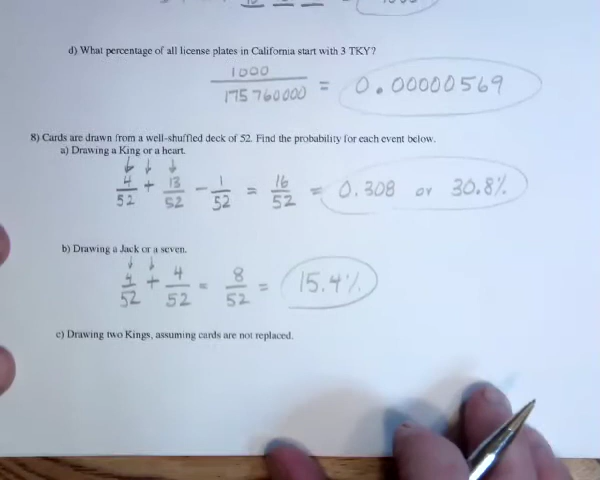 d) What percentage of all license plates in California start with 3 TKY?
1000
175 760000 = 0.00000569
8) Cards are drawn from a well-shuffled deck of 52. Find the probability for each event below.
a) Drawing a King or a heart.
4/52 + 13/52 - 1/52 = 16/52 = 0.308 or 30.8%
b) Drawing a Jack or a seven.
4/52 + 4/52 = 8/52 = 15.4%
c) Drawing two Kings, assuming cards are not replaced.